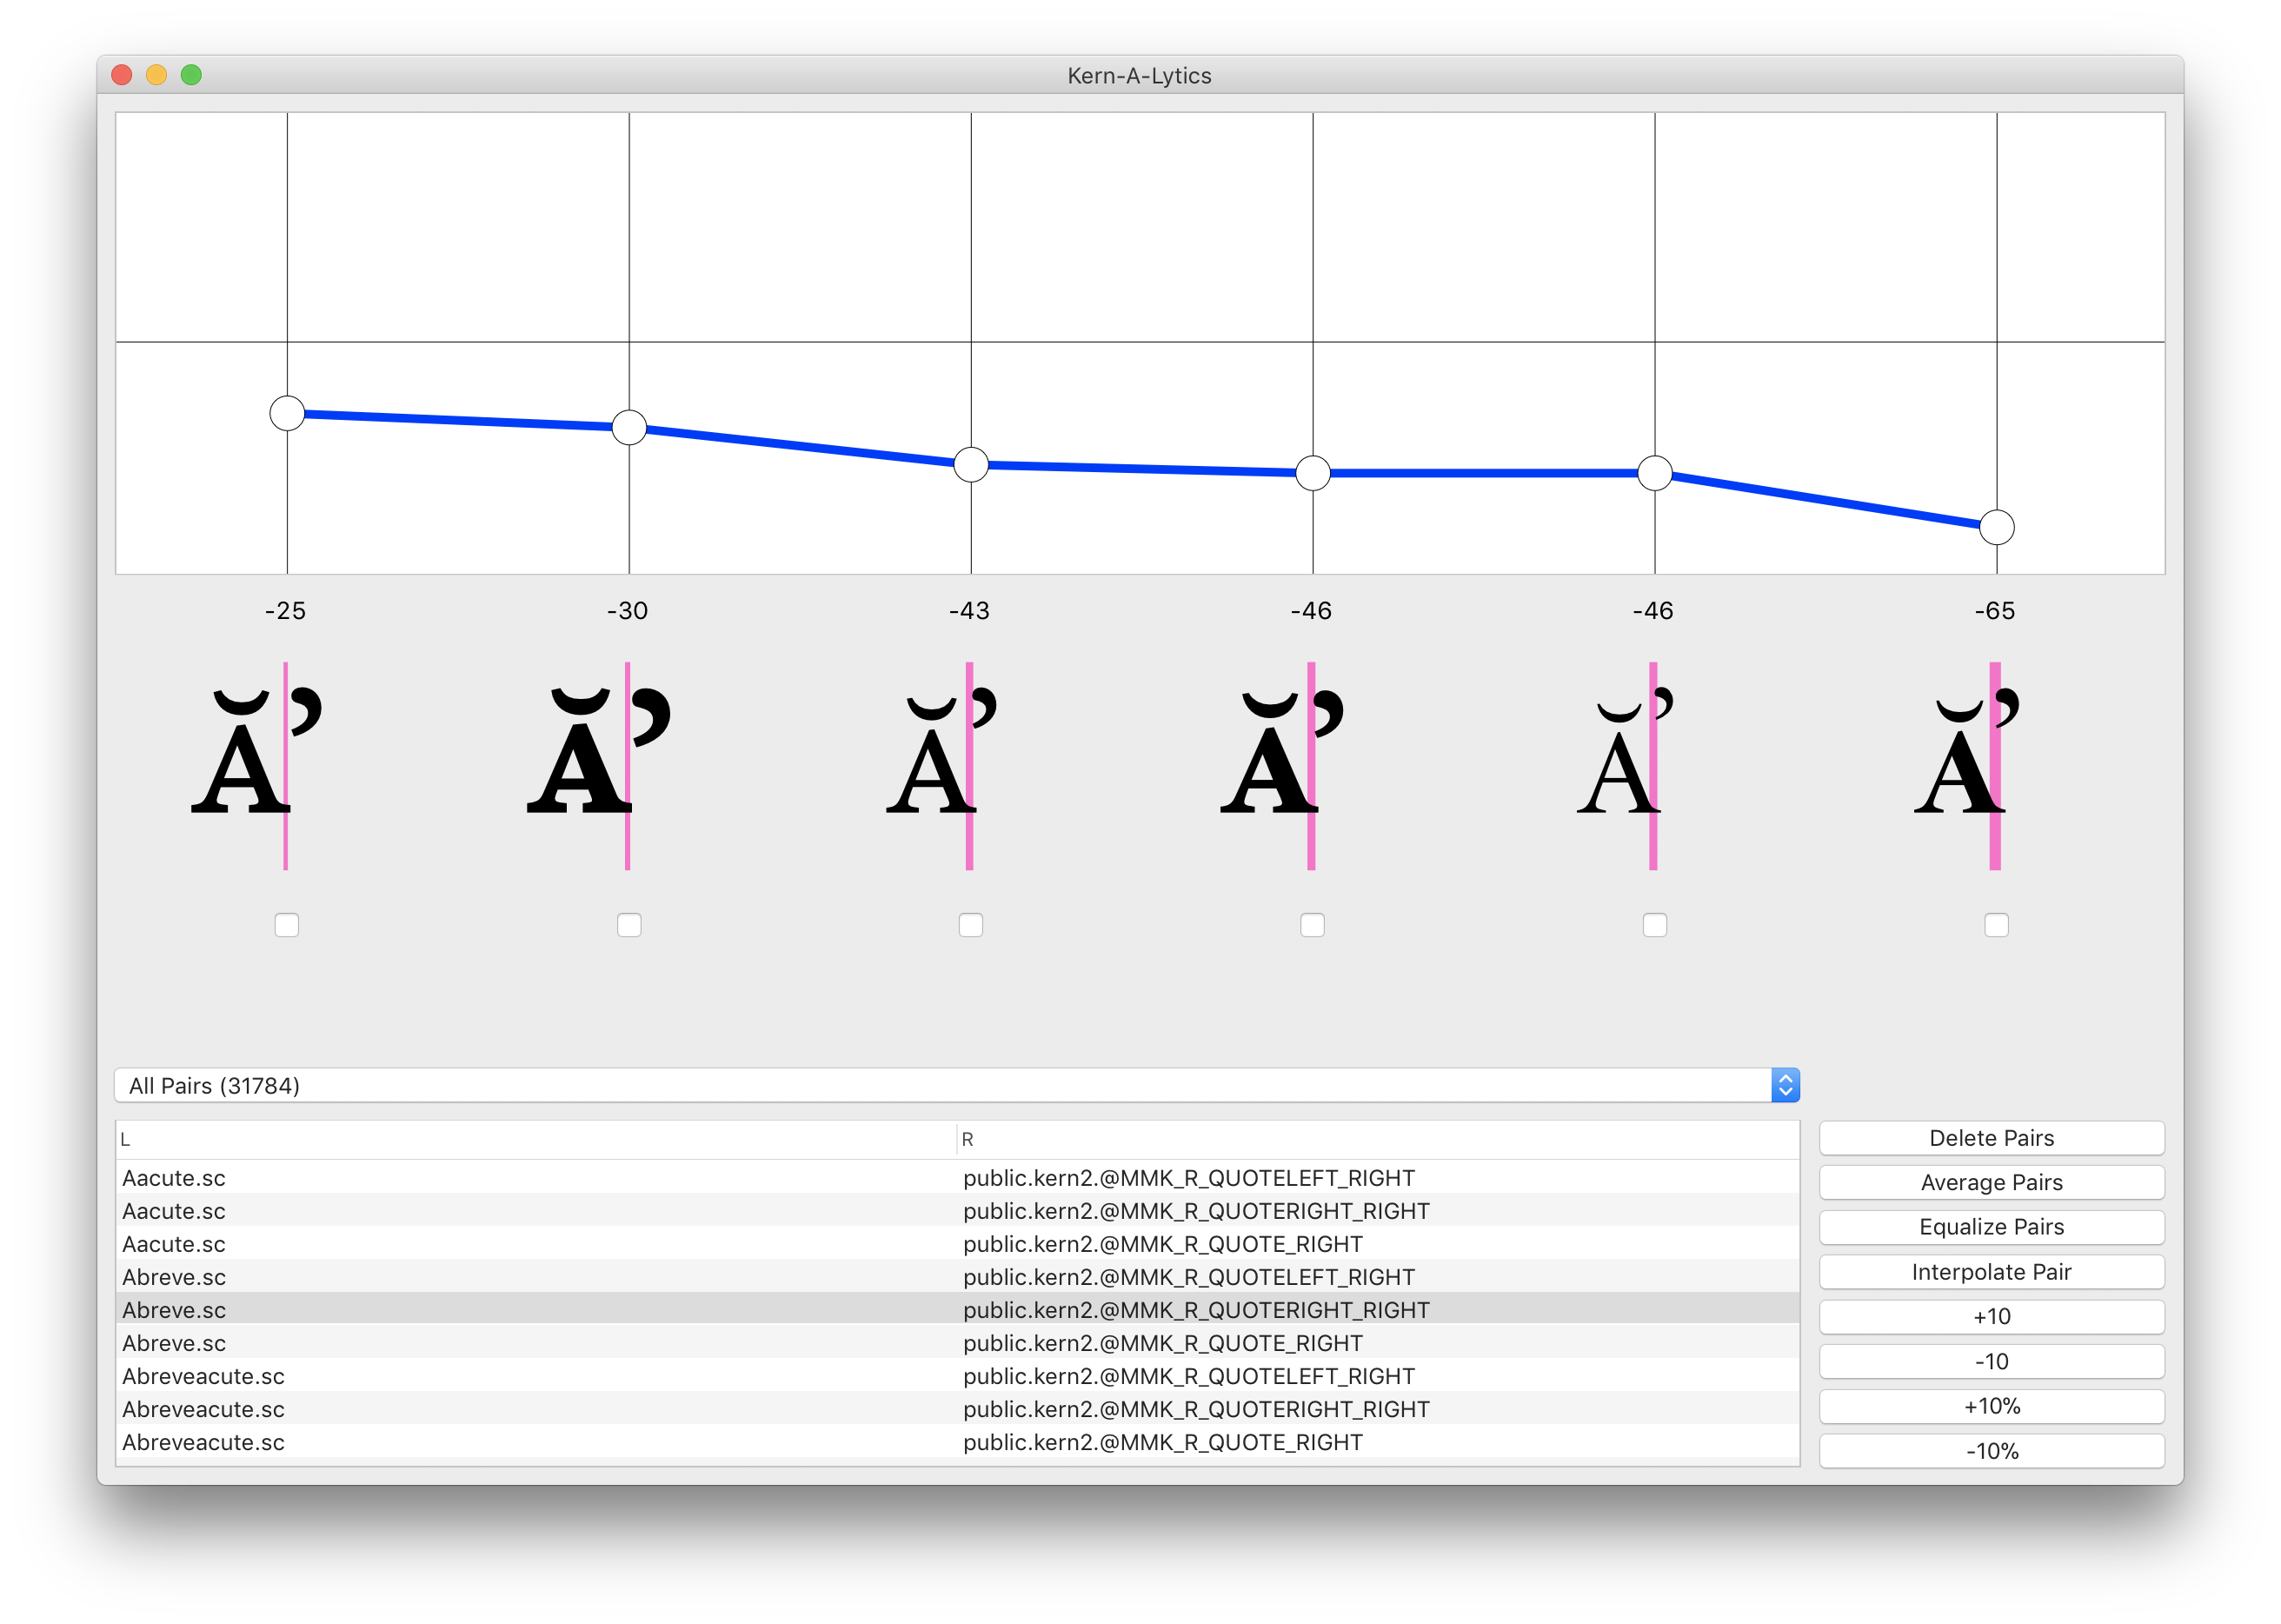 Kern-A-Lytics
-25 -30 -43 -46 -46 -65
Ă’ Ă’ Ă’ Ă’ Ă’ Ă’
All Pairs (31784)
L R
Aacute.sc public.kern2.@MMK_R_QUOTELEFT_RIGHT
Aacute.sc public.kern2.@MMK_R_QUOTERIGHT_RIGHT
Aacute.sc public.kern2.@MMK_R_QUOTE_RIGHT
Abreve.sc public.kern2.@MMK_R_QUOTELEFT_RIGHT
Abreve.sc public.kern2.@MMK_R_QUOTERIGHT_RIGHT
Abreve.sc public.kern2.@MMK_R_QUOTE_RIGHT
Abreveacute.sc public.kern2.@MMK_R_QUOTELEFT_RIGHT
Abreveacute.sc public.kern2.@MMK_R_QUOTERIGHT_RIGHT
Abreveacute.sc public.kern2.@MMK_R_QUOTE_RIGHT
Delete Pairs
Average Pairs
Equalize Pairs
Interpolate Pair
+10
-10
+10%
-10%